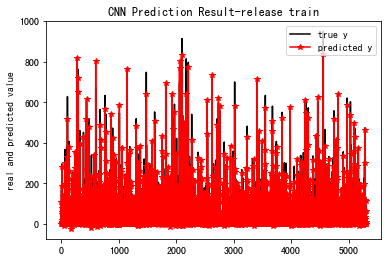 CNN Prediction Result-release train
true y
predicted y
real and predicted value
1000
800
600
400
200
0
0 1000 2000 3000 4000 5000